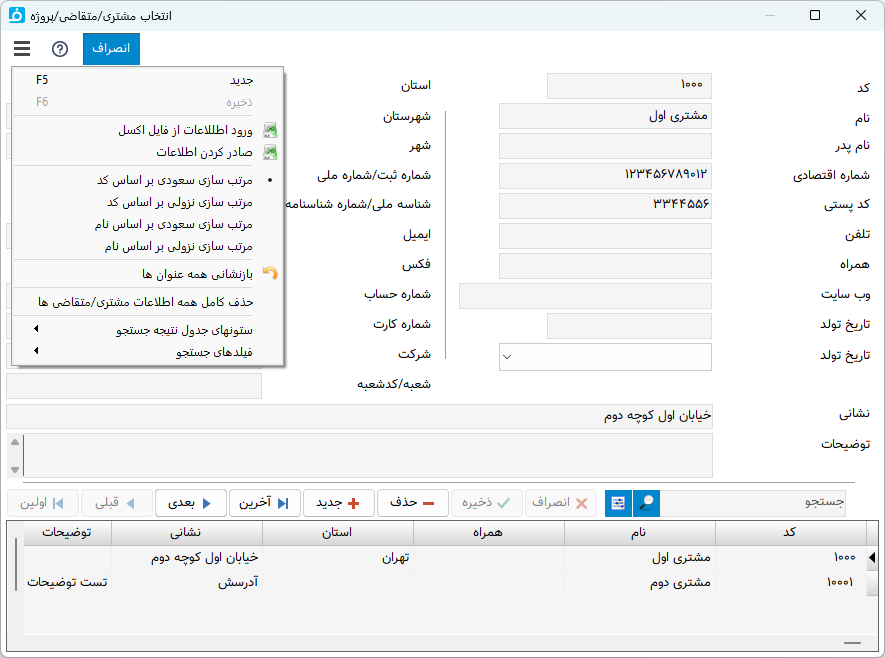 انتخاب مشتری/متقاضی/پروژه
انصراف
جدید F5
ذخیره F6
ورود اطلالاعات از فایل اکسل
صادر کردن اطلاعات
مرتب سازی سعودی بر اساس کد
مرتب سازی نزولی بر اساس کد
مرتب سازی سعودی بر اساس نام
مرتب سازی نزولی بر اساس نام
بازنشانی همه عنوان ها
حذف کامل همه اطلاعات مشتری/متقاضی ها
ستونهای جدول نتیجه جستجو
فیلدهای جستجو
کد ۱۰۰۰
نام مشتری اول
نام پدر
شماره اقتصادی ۱۲۳۴۵۶۷۸۹۰۱۲
کد پستی ۳۳۴۴۵۵۶
تلفن
همراه
وب سایت
تاریخ تولد
تاریخ تولد
استان
شهرستان
شهر
شماره ثبت/شماره ملی
شناسه ملی/شماره شناسنامه
ایمیل
فکس
شماره حساب
شماره کارت
شرکت
شعبه/کدشعبه
نشانی خیابان اول کوچه دوم
توضیحات
جستجو انصراف ذخیره حذف جدید آخرین بعدی قبلی اولین
کد نام همراه استان نشانی توضیحات
۱۰۰۰ مشتری اول تهران خیابان اول کوچه دوم
۱۰۰۰۱ مشتری دوم آدرسش تست توضیحات